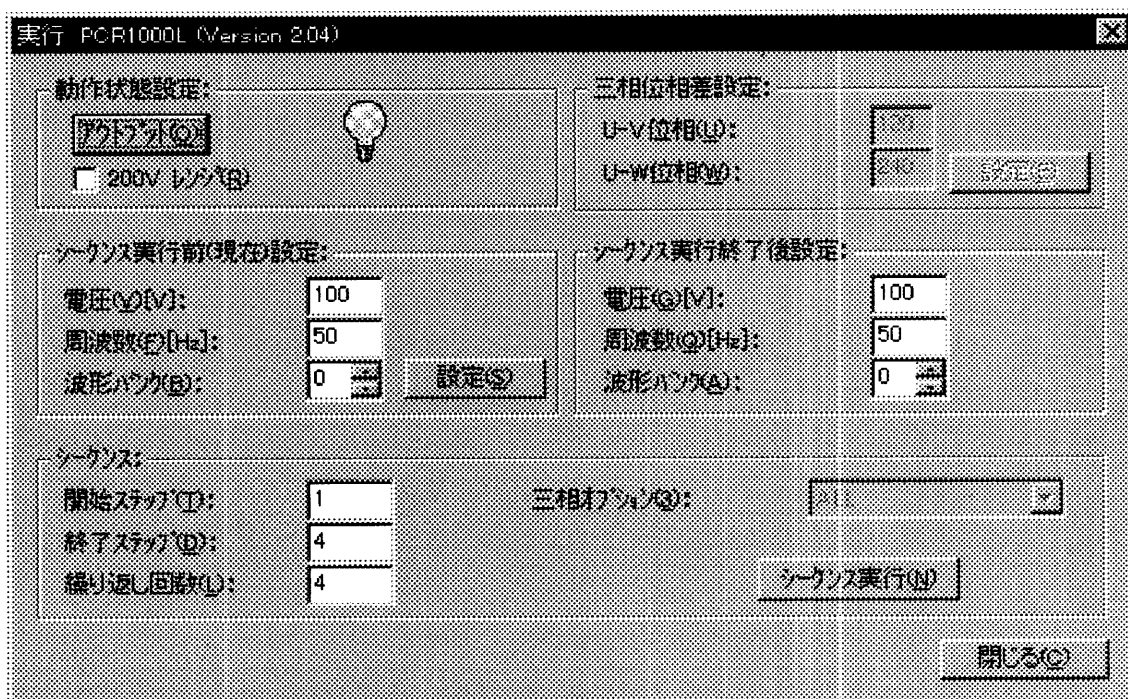 実行 PCR1000L (Version 2.04)
動作状態設定:
アウトプット(O)
200V レンジ(R)
三相位相差設定:
U-V位相(U):
U-W位相(W):
240
シークンス実行前(現在)設定:
電圧(V)[V]: 100
周波数(F)[Hz]: 50
波形バンク(B): 0
設定(S)
シークンス実行終了後設定:
電圧(G)[V]: 100
周波数(Q)[Hz]: 50
波形バンク(A): 0
シークンス:
開始ステップ(T): 1
終了ステップ(D): 4
繰り返し回数(L): 4
三相オプション(3):
シークンス実行(N)
閉じる(C)